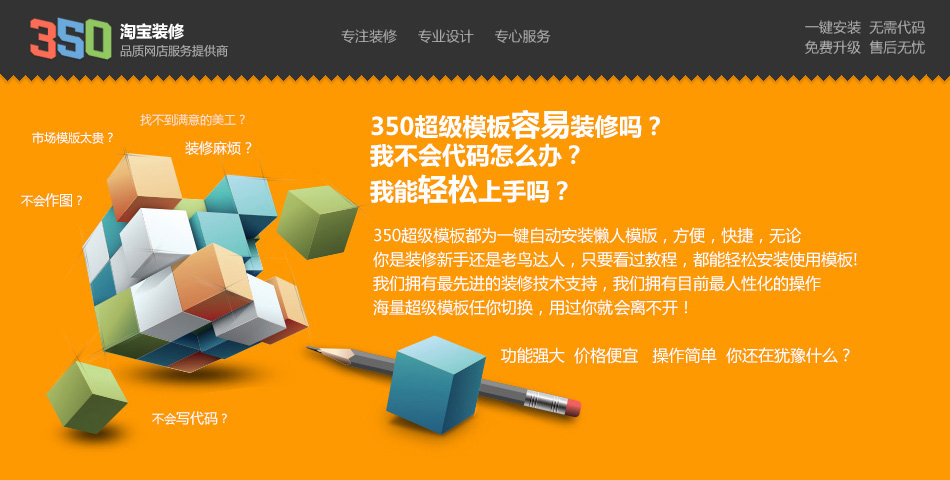 350
淘宝装修
品质网店服务提供商
专注装修 专业设计 专心服务
一键安装 无需代码
免费升级 售后无忧
找不到满意的美工？
市场模版太贵？
装修麻烦？
不会作图？
不会写代码？
350超级模板容易装修吗？
我不会代码怎么办？
我能轻松上手吗？
350超级模板都为一键自动安装懒人模版，方便，快捷，无论
你是装修新手还是老鸟达人，只要看过教程，都能轻松安装使用模板!
我们拥有最先进的装修技术支持，我们拥有目前最人性化的操作
海量超级模板任你切换，用过你就会离不开！
功能强大 价格便宜 操作简单 你还在犹豫什么？